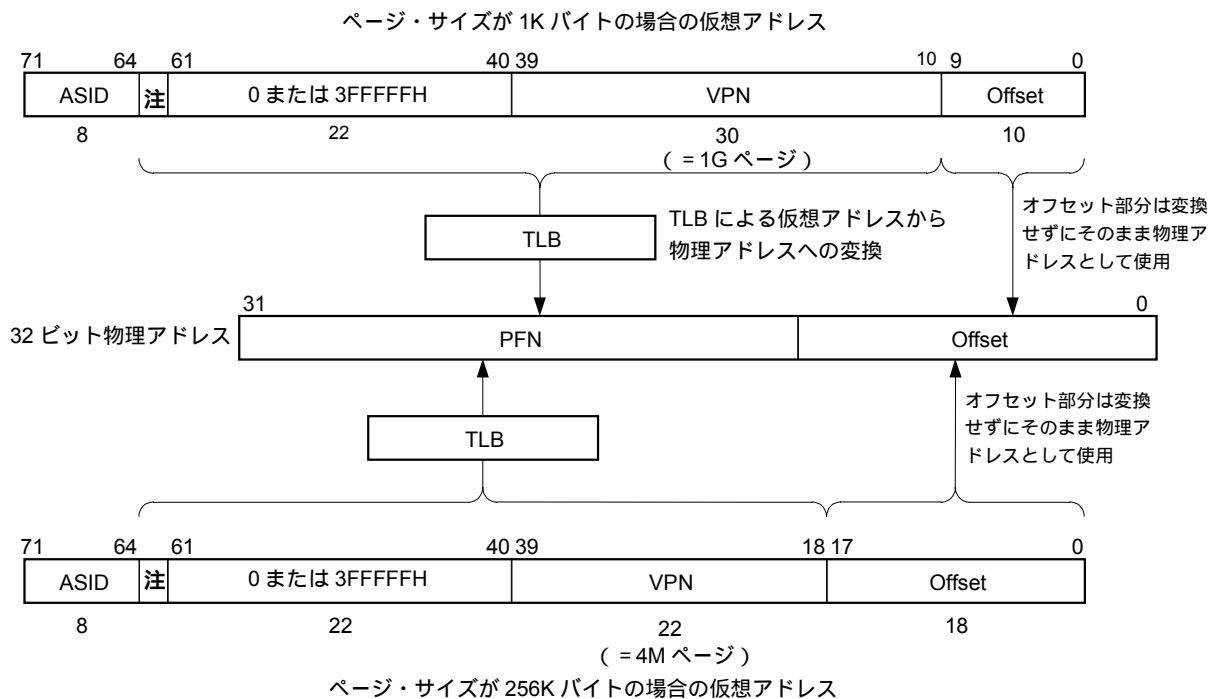 ページ・サイズが 1K バイトの場合の仮想アドレス
71 64 61 40 39 10 9 0
ASID 注 0 または 3FFFFFH VPN Offset
8 22 30 10
( = 1G ページ )
TLB
TLB による仮想アドレスから
物理アドレスへの変換
オフセット部分は変換
せずにそのまま物理ア
ドレスとして使用
31 0
32 ビット物理アドレス PFN Offset
TLB
オフセット部分は変換
せずにそのまま物理ア
ドレスとして使用
71 64 61 40 39 18 17 0
ASID 注 0 または 3FFFFFH VPN Offset
8 22 22 18
( = 4M ページ )
ページ・サイズが 256K バイトの場合の仮想アドレス